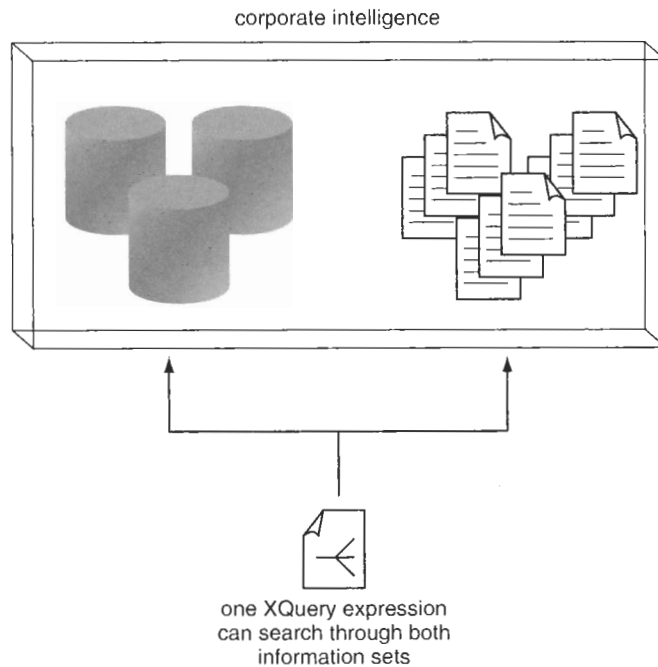 corporate intelligence
one XQuery expression
can search through both
information sets